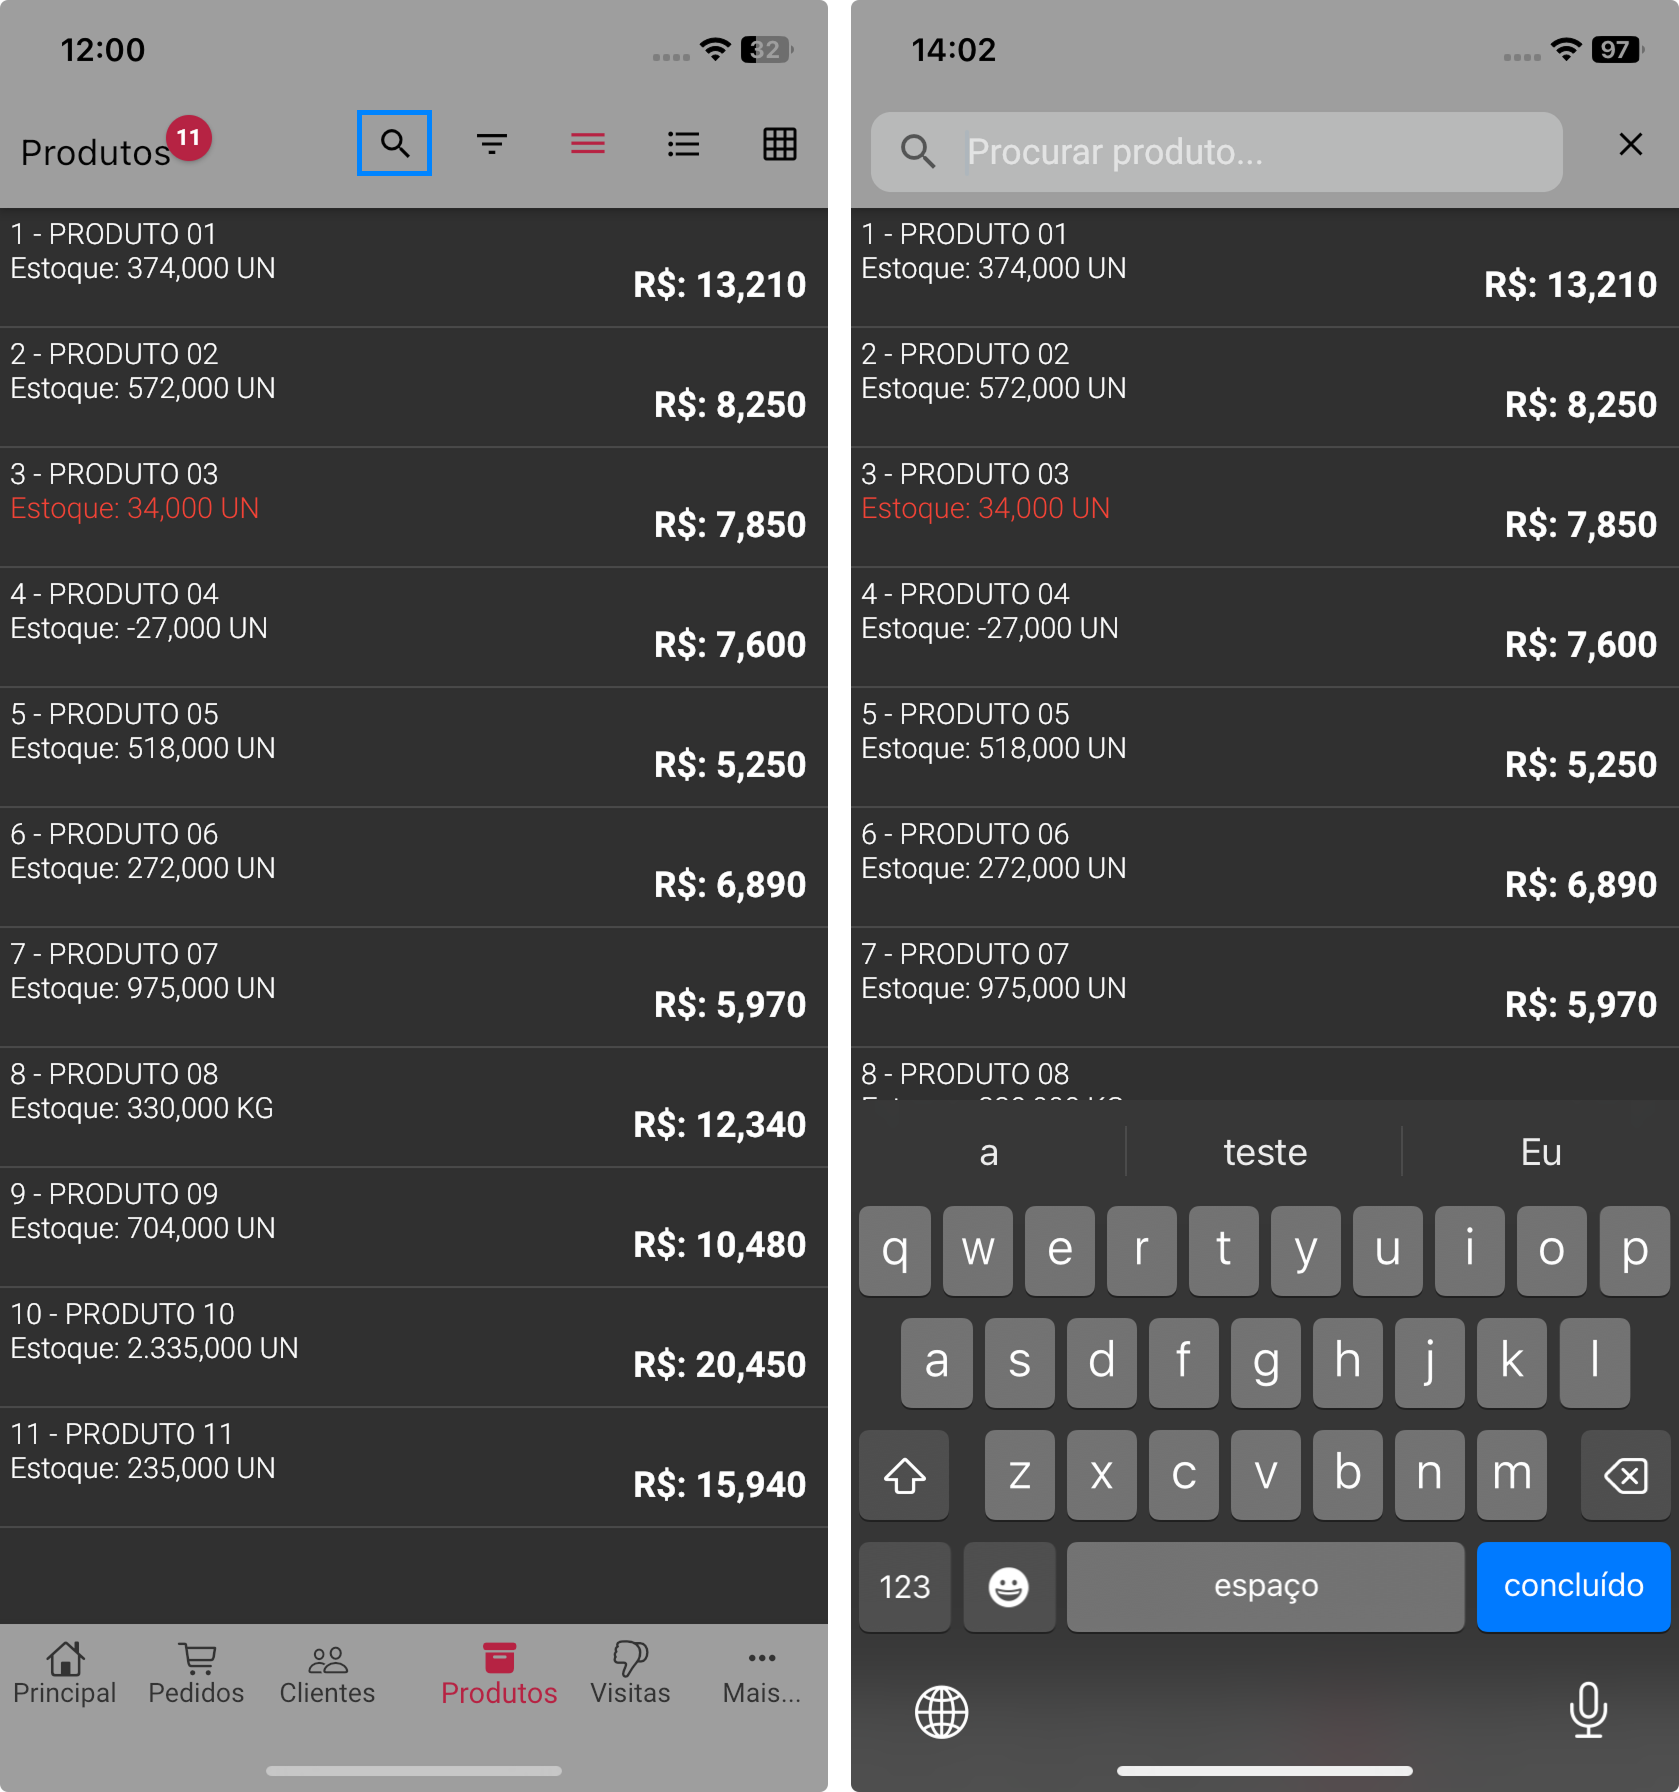 12:00
32
Produtos
11
1 - PRODUTO 01
Estoque: 374,000 UN
R$: 13,210
2 - PRODUTO 02
Estoque: 572,000 UN
R$: 8,250
3 - PRODUTO 03
Estoque: 34,000 UN
R$: 7,850
4 - PRODUTO 04
Estoque: -27,000 UN
R$: 7,600
5 - PRODUTO 05
Estoque: 518,000 UN
R$: 5,250
6 - PRODUTO 06
Estoque: 272,000 UN
R$: 6,890
7 - PRODUTO 07
Estoque: 975,000 UN
R$: 5,970
8 - PRODUTO 08
Estoque: 330,000 KG
R$: 12,340
9 - PRODUTO 09
Estoque: 704,000 UN
R$: 10,480
10 - PRODUTO 10
Estoque: 2.335,000 UN
R$: 20,450
11 - PRODUTO 11
Estoque: 235,000 UN
R$: 15,940
Principal Pedidos Clientes Produtos Visitas Mais...
14:02
97
Procurar produto...
1 - PRODUTO 01
Estoque: 374,000 UN
R$: 13,210
2 - PRODUTO 02
Estoque: 572,000 UN
R$: 8,250
3 - PRODUTO 03
Estoque: 34,000 UN
R$: 7,850
4 - PRODUTO 04
Estoque: -27,000 UN
R$: 7,600
5 - PRODUTO 05
Estoque: 518,000 UN
R$: 5,250
6 - PRODUTO 06
Estoque: 272,000 UN
R$: 6,890
7 - PRODUTO 07
Estoque: 975,000 UN
R$: 5,970
8 - PRODUTO 08
a teste Eu
q w e r t y u i o p
a s d f g h j k l
z x c v b n m
123 espaço concluído